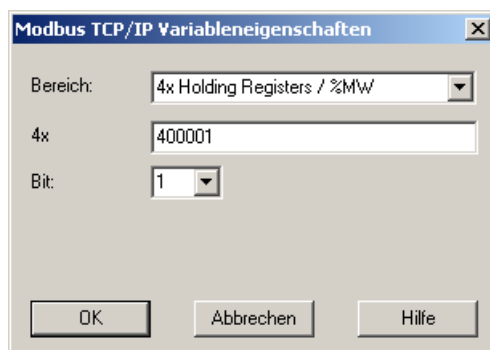 Modbus TCP/IP Variableneigenschaften
Bereich: 4x Holding Registers / %MW
4x 400001
Bit: 1
OK Abbrechen Hilfe